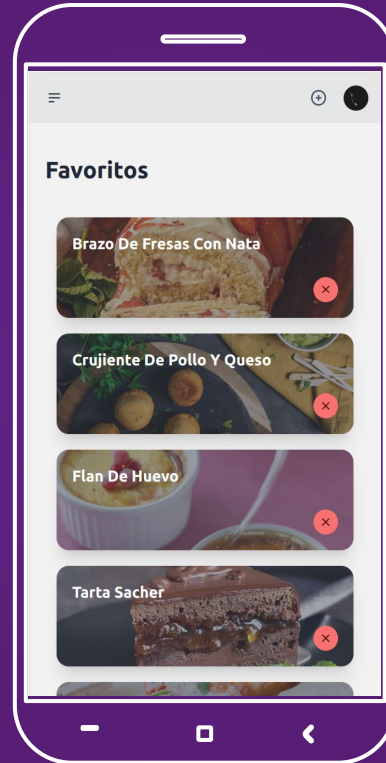 Favoritos
Brazo De Fresas Con Nata
Crujiente De Pollo Y Queso
Flan De Huevo
Tarta Sacher